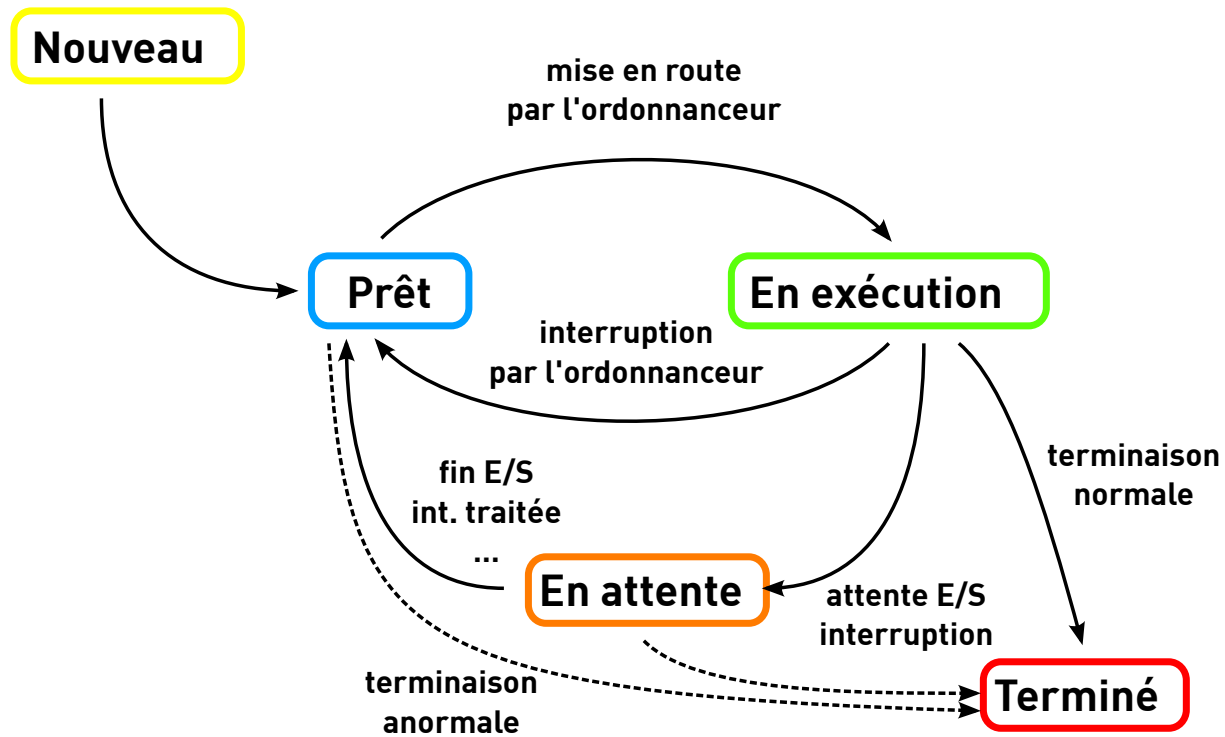 Nouveau
mise en route
par l'ordonnanceur
Prêt
En exécution
interruption
par l'ordonnanceur
terminaison
normale
fin E/S
int. traitée
...
En attente
attente E/S
interruption
terminaison
anormale
Terminé